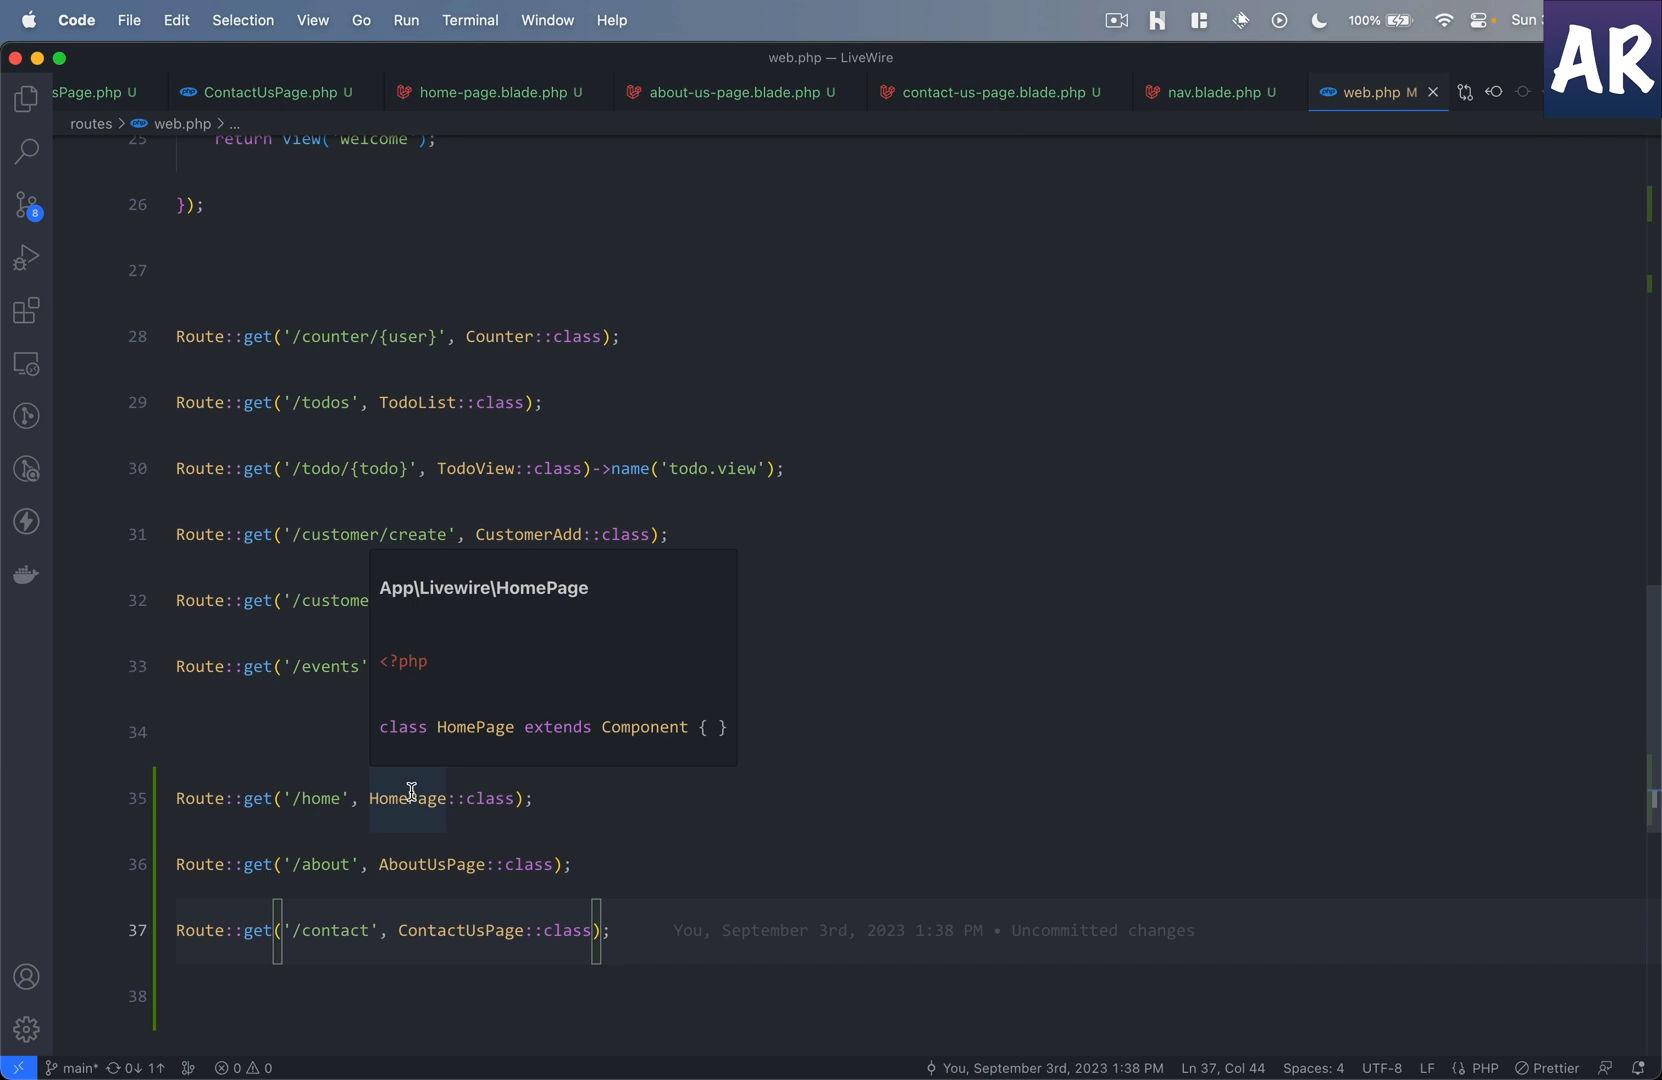 Code File Edit Selection View Go Run Terminal Window Help 100% Sun
AR
web.php — LiveWire
sPage.php U ContactUsPage.php U home-page.blade.php U about-us-page.blade.php U contact-us-page.blade.php U nav.blade.php U web.php M
routes > web.php > ...
25 return view('welcome');
26 });
27
28 Route::get('/counter/{user}', Counter::class);
29 Route::get('/todos', TodoList::class);
30 Route::get('/todo/{todo}', TodoView::class)->name('todo.view');
31 Route::get('/customer/create', CustomerAdd::class);
App\Livewire\HomePage
32 Route::get('/custome
<?php
33 Route::get('/events'
class HomePage extends Component { }
34
35 Route::get('/home', HomePage::class);
36 Route::get('/about', AboutUsPage::class);
37 Route::get('/contact', ContactUsPage::class); You, September 3rd, 2023 1:38 PM • Uncommitted changes
38
8
main* 0↓ 1↑ 0 0 You, September 3rd, 2023 1:38 PM Ln 37, Col 44 Spaces: 4 UTF-8 LF PHP Prettier